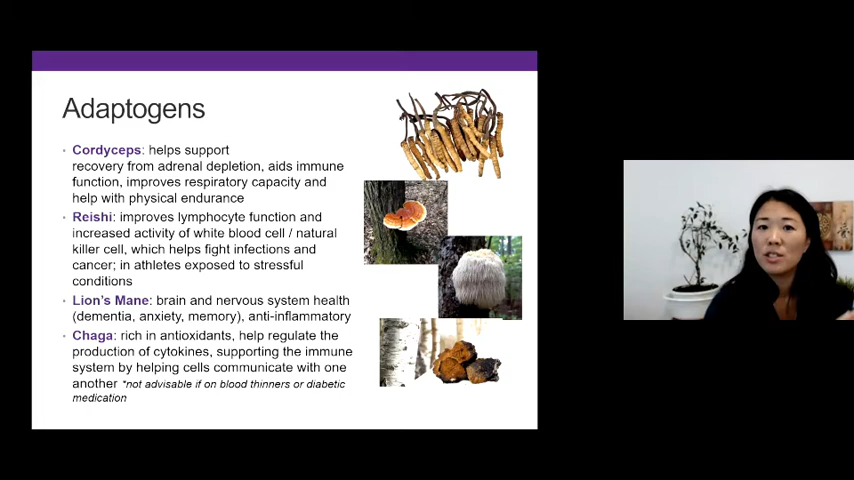 Adaptogens
• Cordyceps: helps support
recovery from adrenal depletion, aids immune
function, improves respiratory capacity and
help with physical endurance
• Reishi: improves lymphocyte function and
increased activity of white blood cell / natural
killer cell, which helps fight infections and
cancer; in athletes exposed to stressful
conditions
• Lion's Mane: brain and nervous system health
(dementia, anxiety, memory), anti-inflammatory
• Chaga: rich in antioxidants, help regulate the
production of cytokines, supporting the immune
system by helping cells communicate with one
another *not advisable if on blood thinners or diabetic
medication